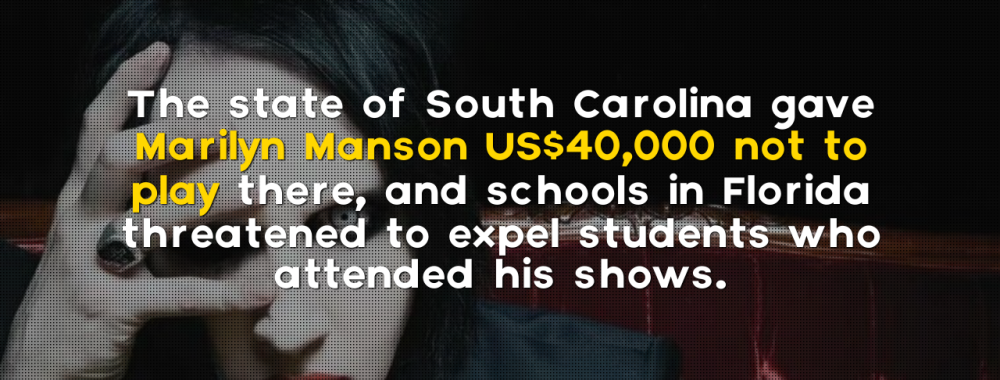 The state of South Carolina gave
Marilyn Manson US$40,000 not to
play there, and schools in Florida
threatened to expel students who
attended his shows.